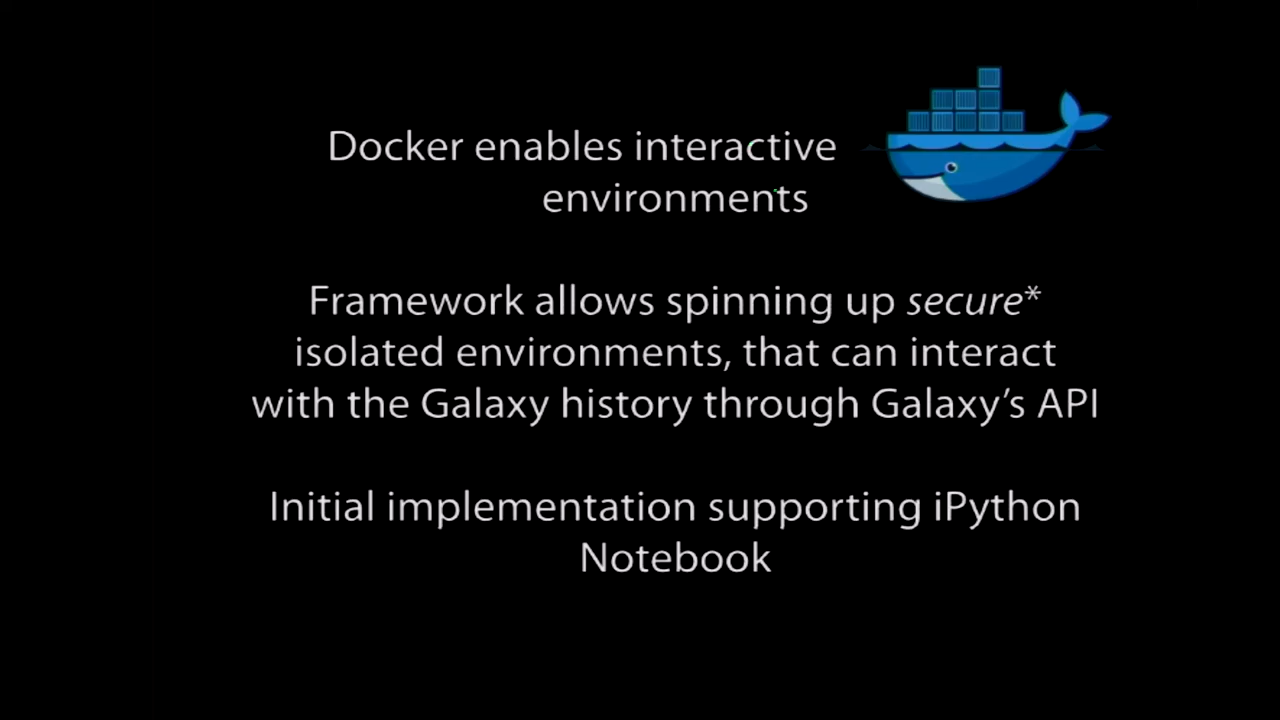 Docker enables interactive
environments
Framework allows spinning up secure*
isolated environments, that can interact
with the Galaxy history through Galaxy’s API
Initial implementation supporting iPython
Notebook